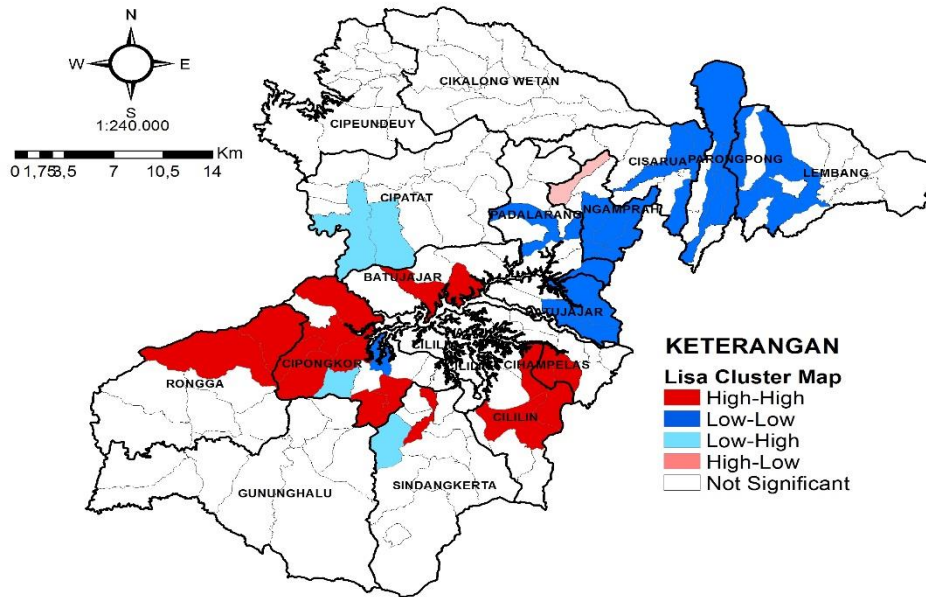 N
W E
S
1:240.000
Km
0 1,75 3,5 7 10,5 14
CIKALONG WETAN
CIPEUNDEUY
CISARUA
PARONGPONG
LEMBANG
CIPATAT
PADALARANG
NGAMPRAH
BATUJAJAR
BATUJAJAR
CIPONGKOR
RONGGA
CIHAMPELAS
CILILIN
GUNUNGHALU
SINDANGKERTA
KETERANGAN
Lisa Cluster Map
High-High
Low-Low
Low-High
High-Low
Not Significant